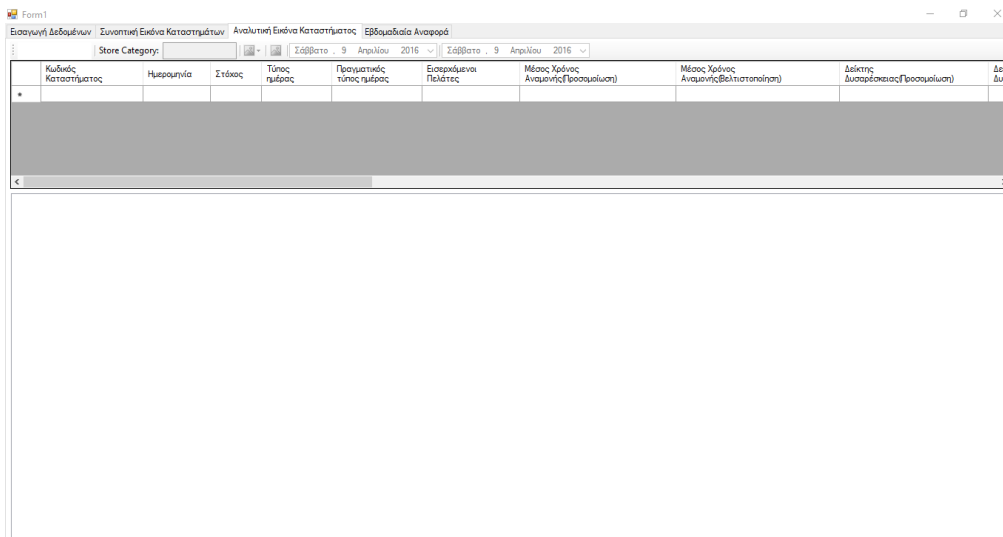 Form1
Εισαγωγή Δεδομένων Συνοπτική Εικόνα Καταστημάτων Αναλυτική Εικόνα Καταστήματος Εβδομαδιαία Αναφορά
Store Category: Σάββατο , 9 Απριλίου 2016 Σάββατο , 9 Απριλίου 2016
Κωδικός Καταστήματος Ημερομηνία Στόχος Τύπος ημέρας Πραγματικός τύπος ημέρας Εισερχόμενοι Πελάτες Μέσος Χρόνος Αναμονής(Προσομοίωση) Μέσος Χρόνος Αναμονής(Βελτιστοποίηση) Δείκτης Δυσαρέσκειας(Προσομοίωση)